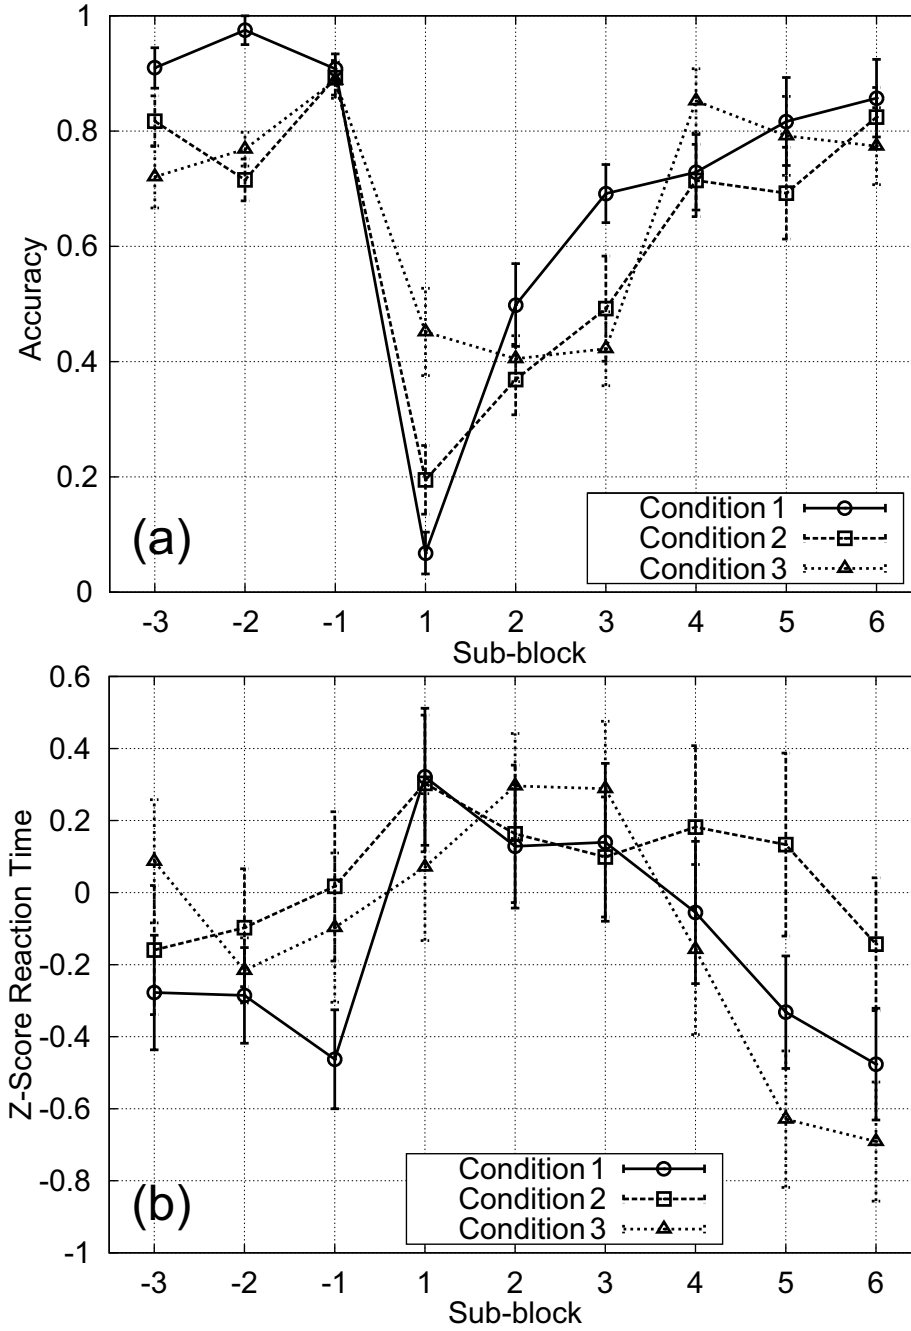 1
0.8
0.6
0.4
0.2
0
Accuracy
(a)
Condition 1
Condition 2
Condition 3
-3 -2 -1 1 2 3 4 5 6
Sub-block
0.6
0.4
0.2
0
-0.2
-0.4
-0.6
-0.8
-1
Z-Score Reaction Time
(b)
Condition 1
Condition 2
Condition 3
-3 -2 -1 1 2 3 4 5 6
Sub-block